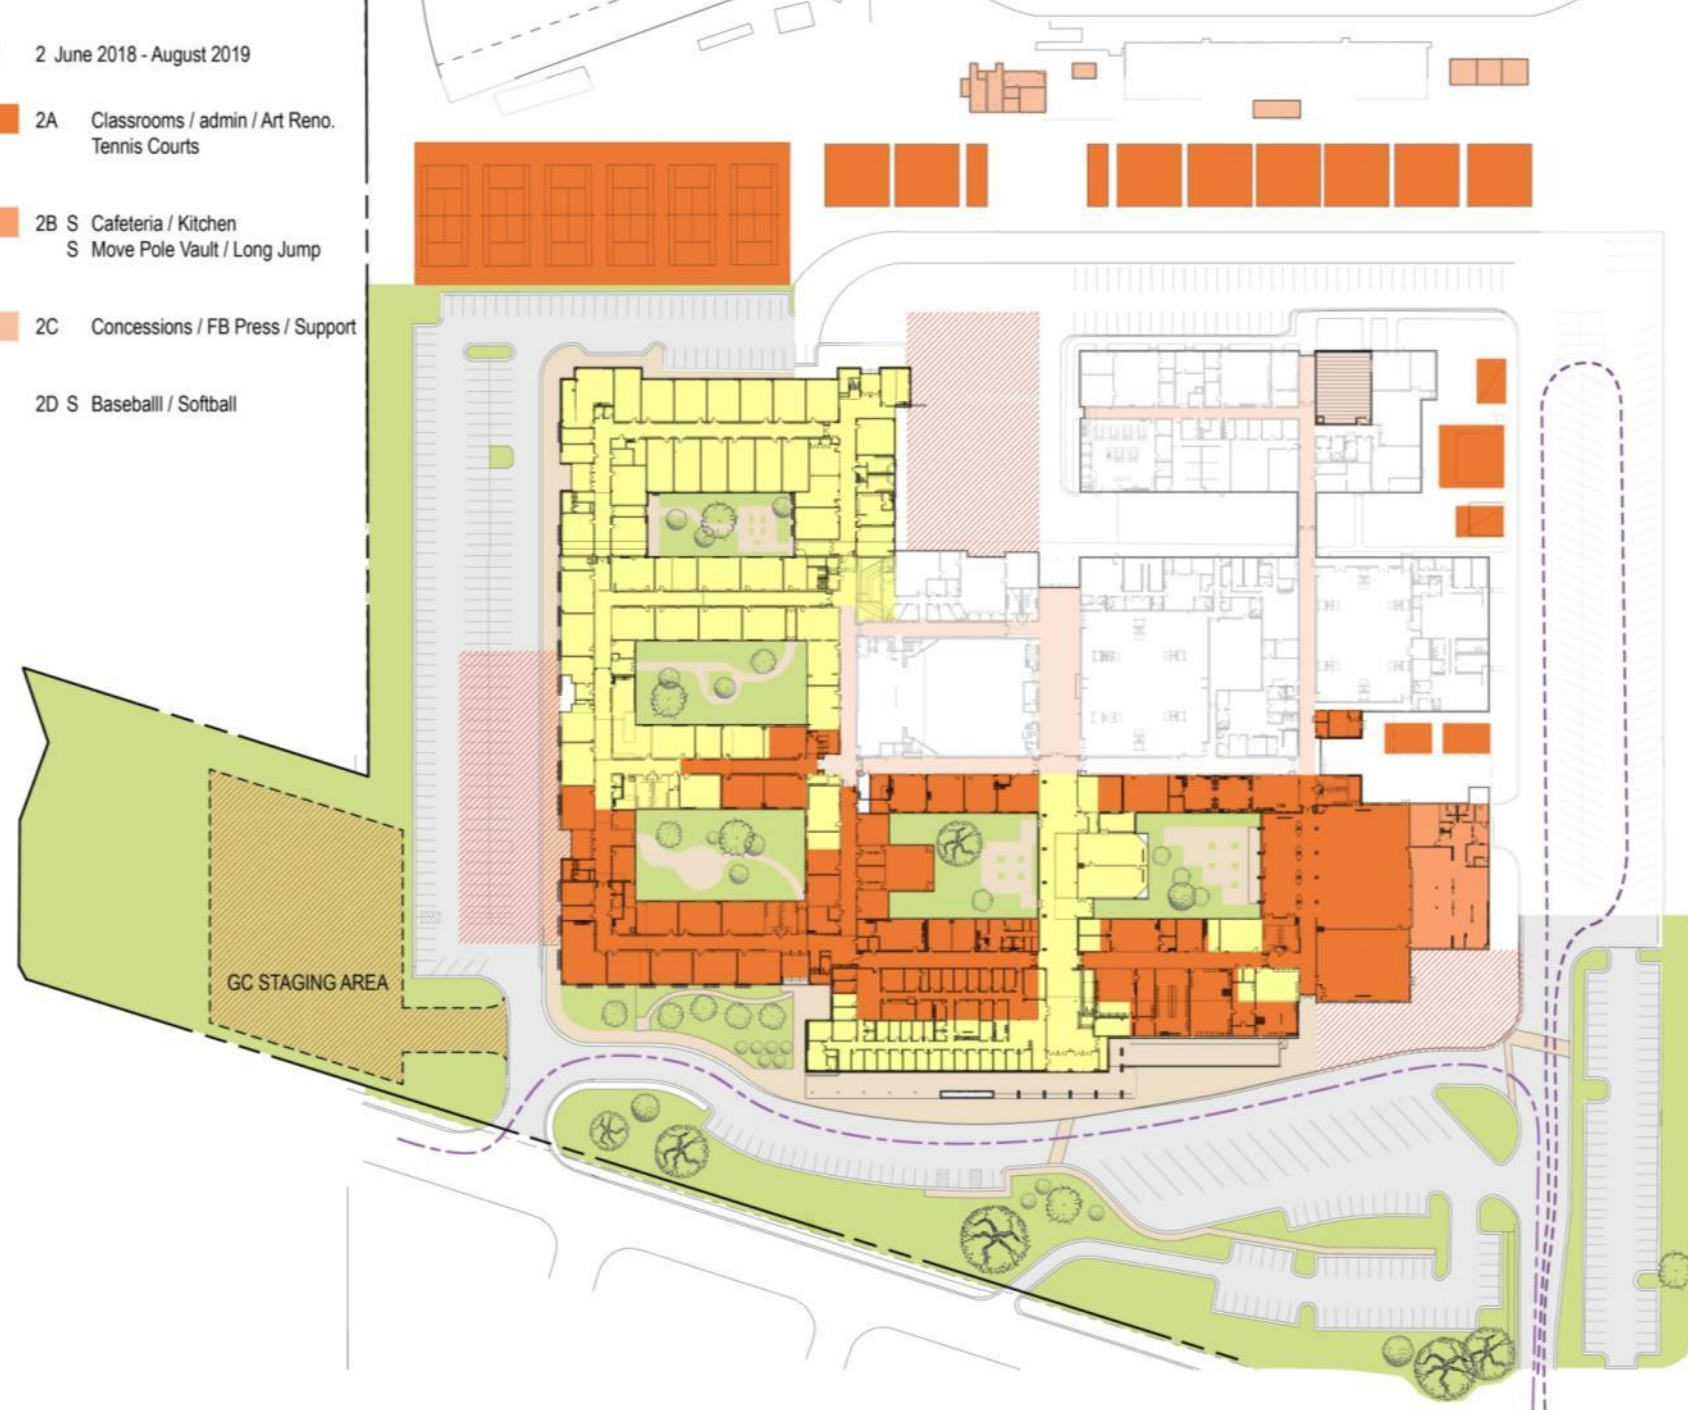 2 June 2018 - August 2019
2A Classrooms / admin / Art Reno.
Tennis Courts
2B S Cafeteria / Kitchen
S Move Pole Vault / Long Jump
2C Concessions / FB Press / Support
2D S Baseballl / Softball
GC STAGING AREA